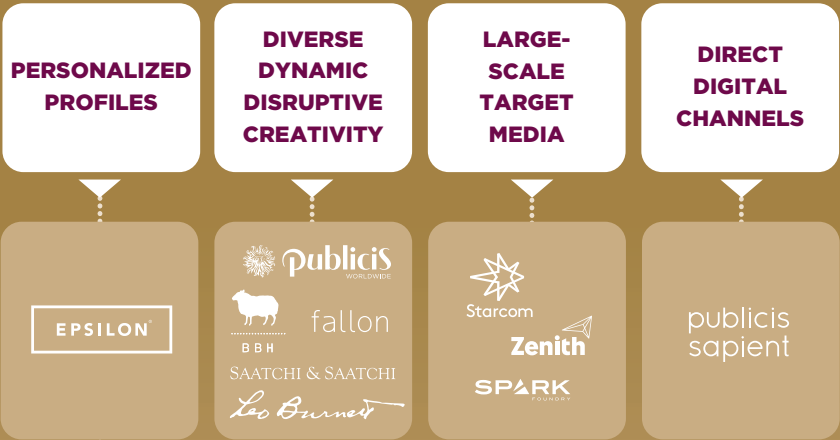 PERSONALIZED
PROFILES
DIVERSE
DYNAMIC
DISRUPTIVE
CREATIVITY
LARGE-
SCALE
TARGET
MEDIA
DIRECT
DIGITAL
CHANNELS
EPSILON®
publicis
WORLDWIDE
BBH
fallon
SAATCHI & SAATCHI
Leo Burnett
Starcom
Zenith
SPARK
FOUNDRY
publicis
sapient